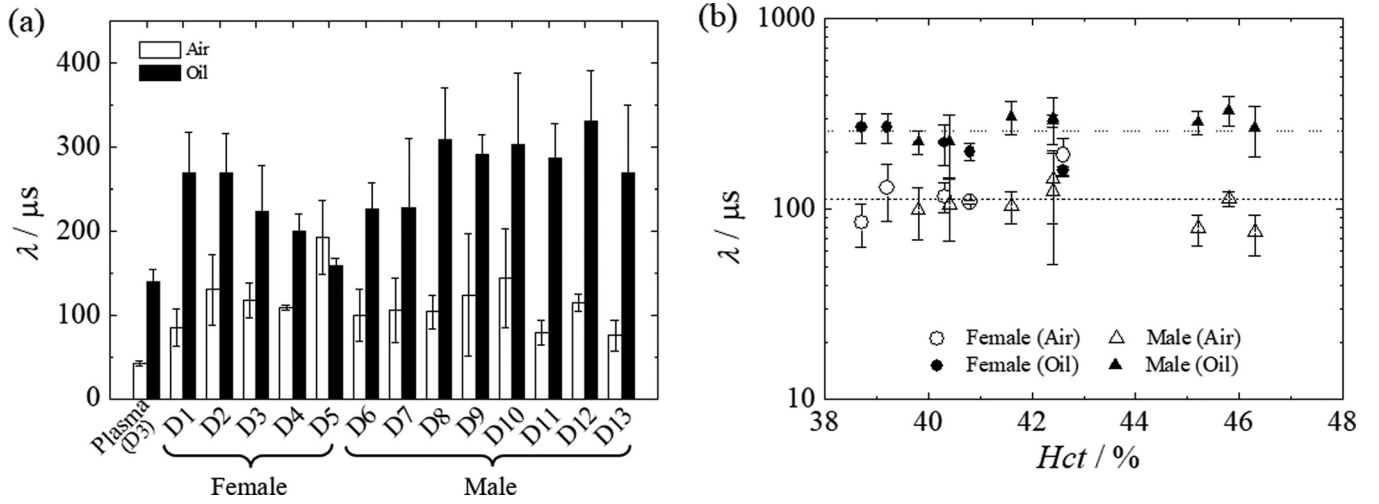 (a)
λ / μs
400
300
200
100
0
Air
Oil
Plasma
(D3)
D1
D2
D3
D4
D5
D6
D7
D8
D9
D10
D11
D12
D13
Female
Male
(b)
λ / μs
1000
100
10
Female (Air)
Male (Air)
Female (Oil)
Male (Oil)
38
40
42
44
46
48
Hct / %